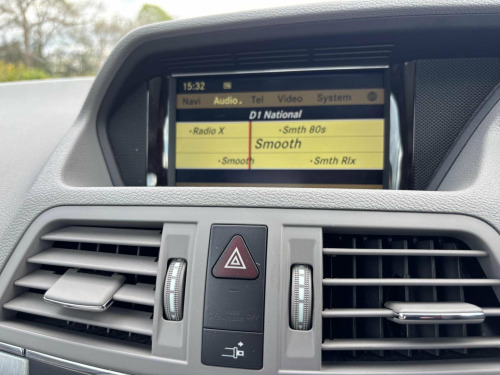 15:32
Navi Audio Tel Video System
D1 National
•Radio X •Smth 80s
Smooth
•Smooth •Smth Rlx